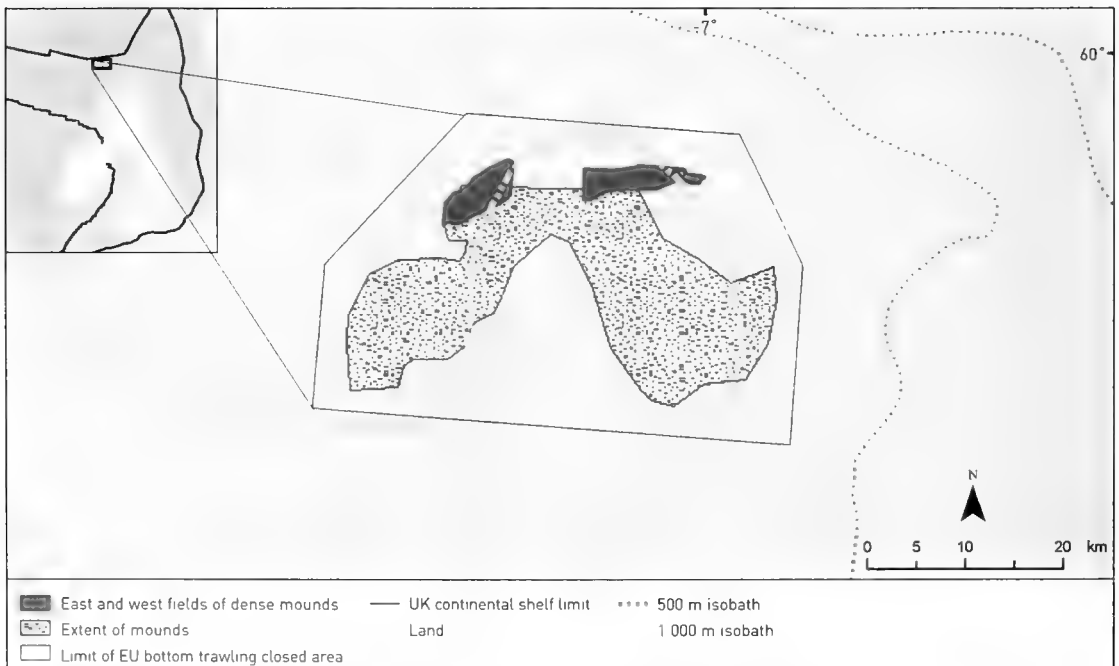 -7°
60°
N
0 5 10 20 km
East and west fields of dense mounds
UK continental shelf limit
500 m isobath
Extent of mounds
Land
1 000 m isobath
Limit of EU bottom trawling closed area